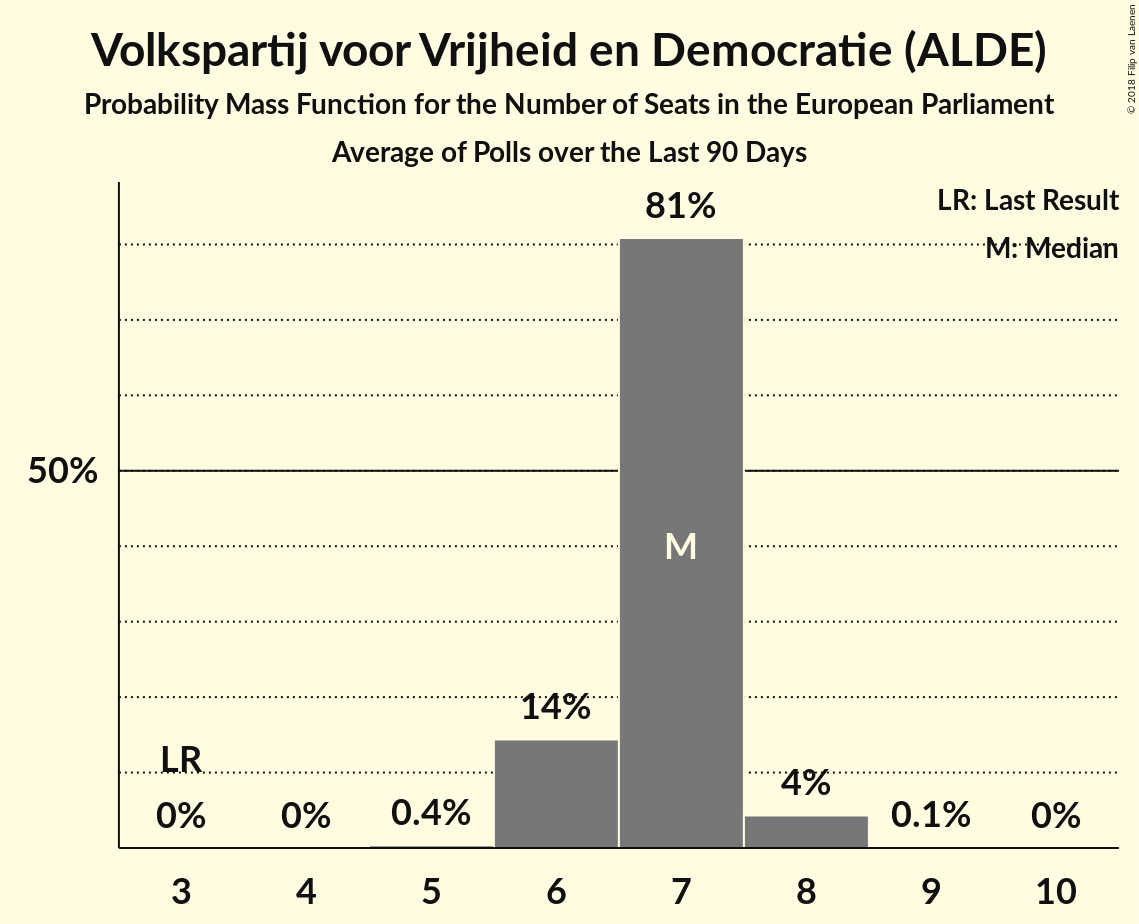 Volkspartij voor Vrijheid en Democratie (ALDE)
Probability Mass Function for the Number of Seats in the European Parliament
Average of Polls over the Last 90 Days
© 2018 Filip van Laenen
LR: Last Result
M: Median
81%
50%
M
14%
LR
4%
0% 0% 0.4% 0.1% 0%
3 4 5 6 7 8 9 10